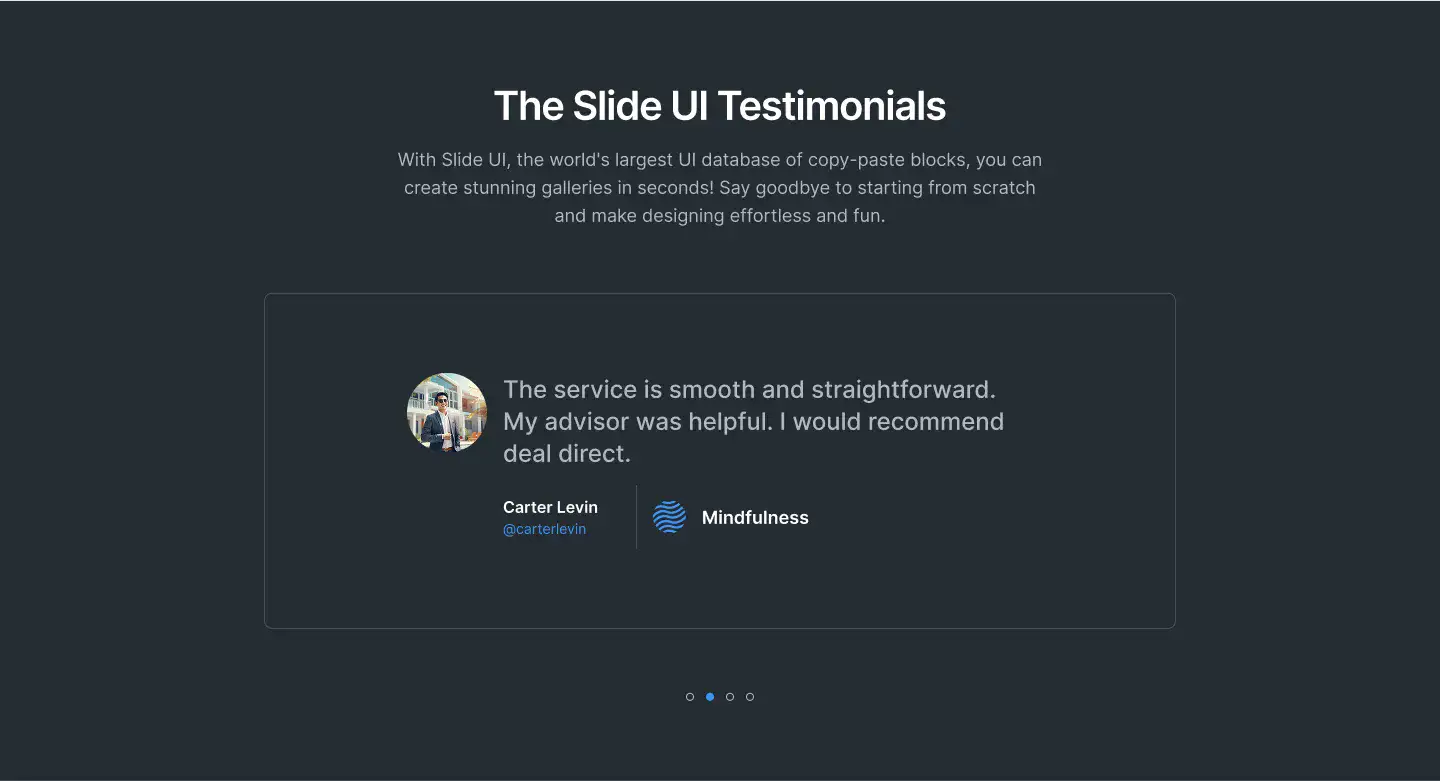 The Slide UI Testimonials
With Slide UI, the world's largest UI database of copy-paste blocks, you can
create stunning galleries in seconds! Say goodbye to starting from scratch
and make designing effortless and fun.
The service is smooth and straightforward.
My advisor was helpful. I would recommend
deal direct.
Carter Levin
@carterlevin
Mindfulness